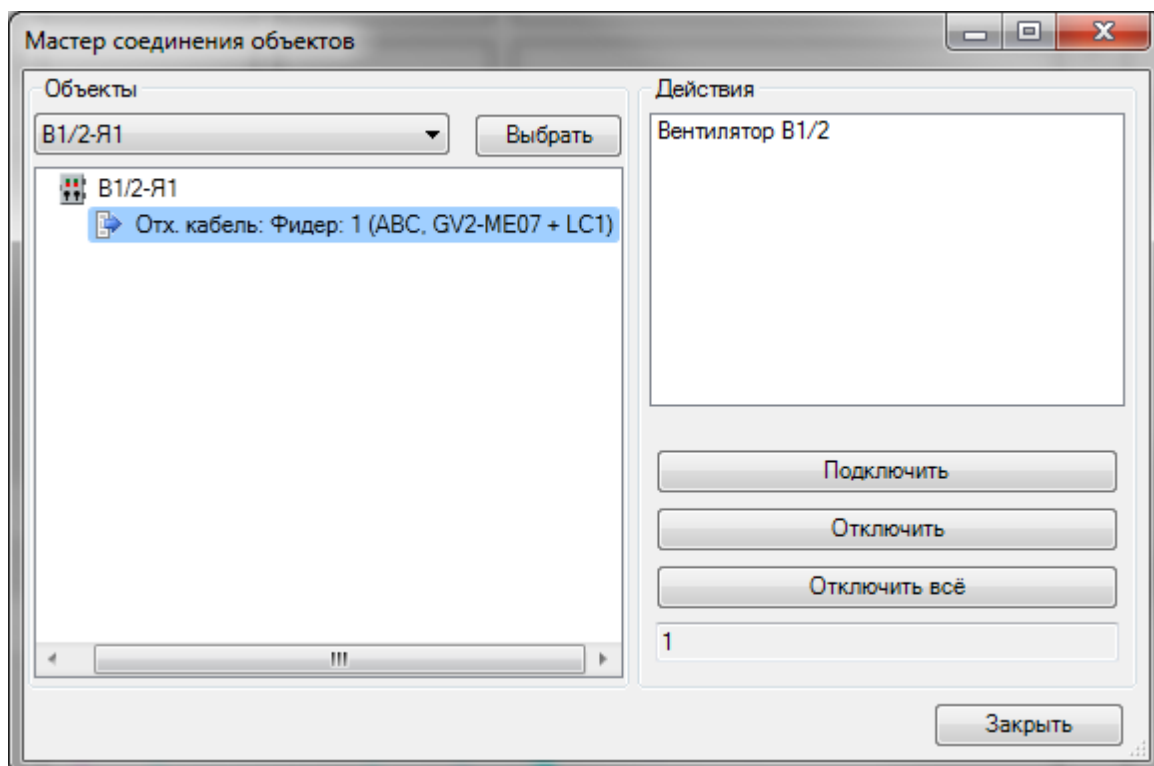 Мастер соединения объектов
Объекты
В1/2-Я1
Выбрать
В1/2-Я1
Отх. кабель: Фидер: 1 (ABC, GV2-ME07 + LC1)
Действия
Вентилятор В1/2
Подключить
Отключить
Отключить всё
1
Закрыть